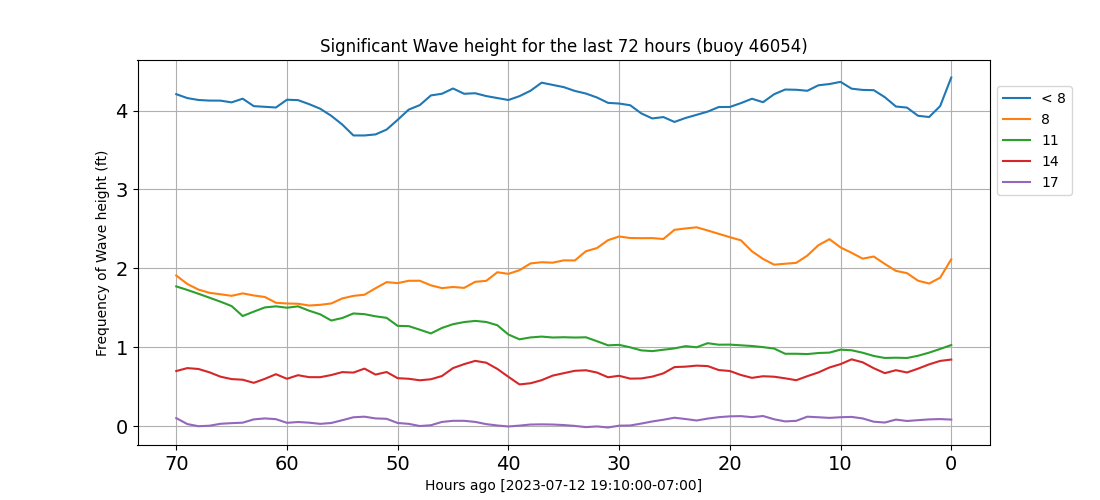 Significant Wave height for the last 72 hours (buoy 46054)
Frequency of Wave height (ft)
4
3
2
1
0
70 60 50 40 30 20 10 0
Hours ago [2023-07-12 19:10:00-07:00]
< 8
8
11
14
17